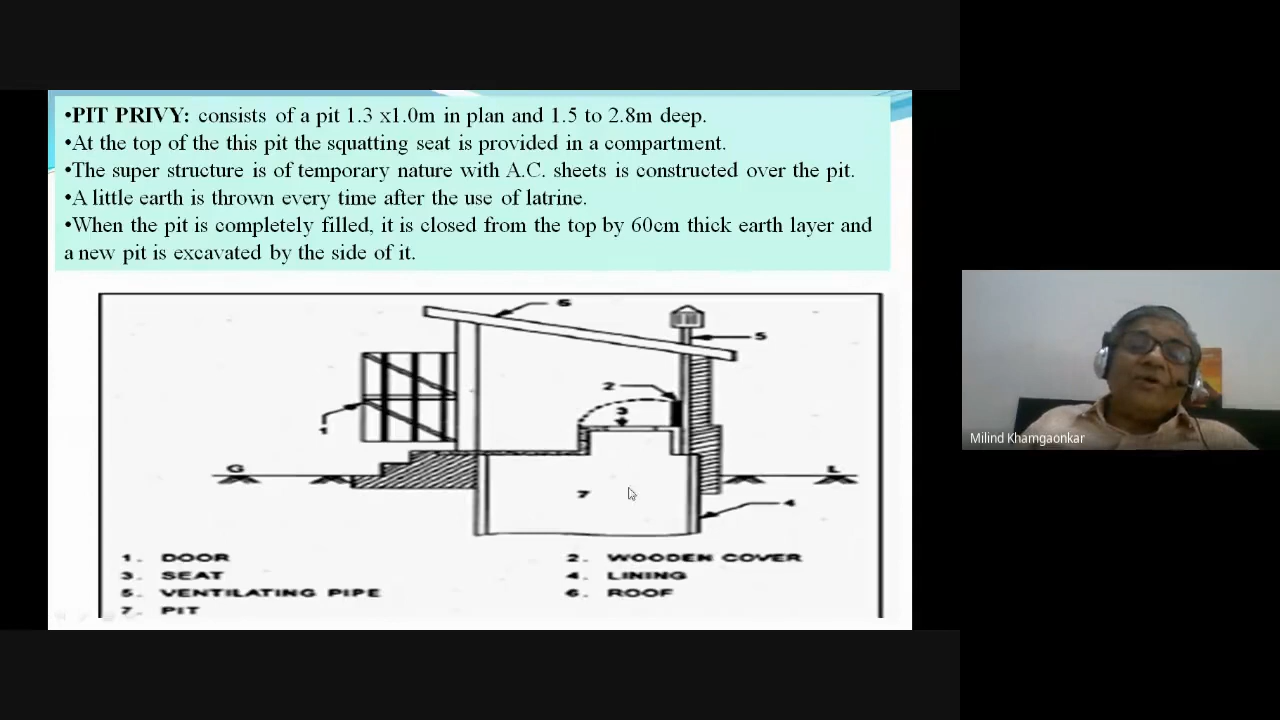 •PIT PRIVY: consists of a pit 1.3 x1.0m in plan and 1.5 to 2.8m deep.
•At the top of the this pit the squatting seat is provided in a compartment.
•The super structure is of temporary nature with A.C. sheets is constructed over the pit.
•A little earth is thrown every time after the use of latrine.
•When the pit is completely filled, it is closed from the top by 60cm thick earth layer and
a new pit is excavated by the side of it.
6
5
2
3
1
Milind Khamgaonkar
G
L
7
4
1. DOOR
2. WOODEN COVER
3. SEAT
4. LINING
5. VENTILATING PIPE
6. ROOF
7. PIT